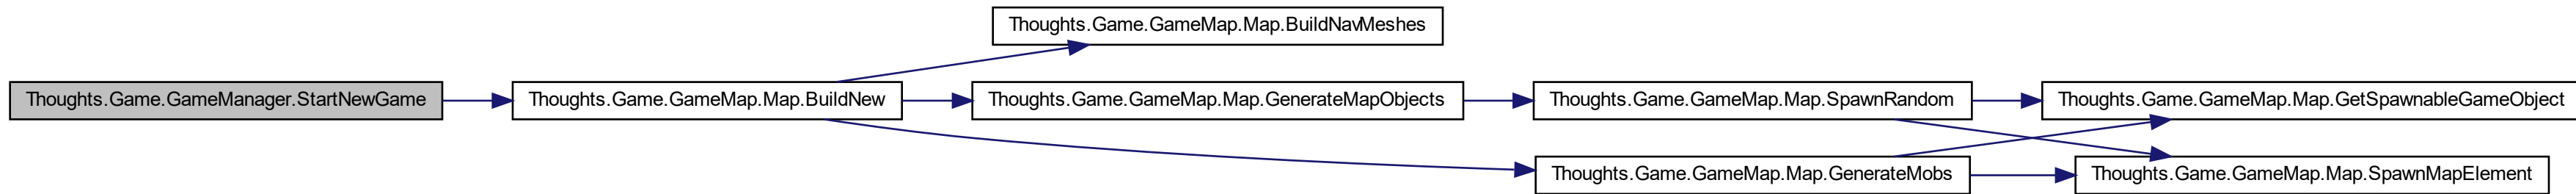 Thoughts.Game.GameMap.Map.BuildNavMeshes
Thoughts.Game.GameManager.StartNewGame
Thoughts.Game.GameMap.Map.BuildNew
Thoughts.Game.GameMap.Map.GenerateMapObjects
Thoughts.Game.GameMap.Map.SpawnRandom
Thoughts.Game.GameMap.Map.GetSpawnableGameObject
Thoughts.Game.GameMap.Map.GenerateMobs
Thoughts.Game.GameMap.Map.SpawnMapElement